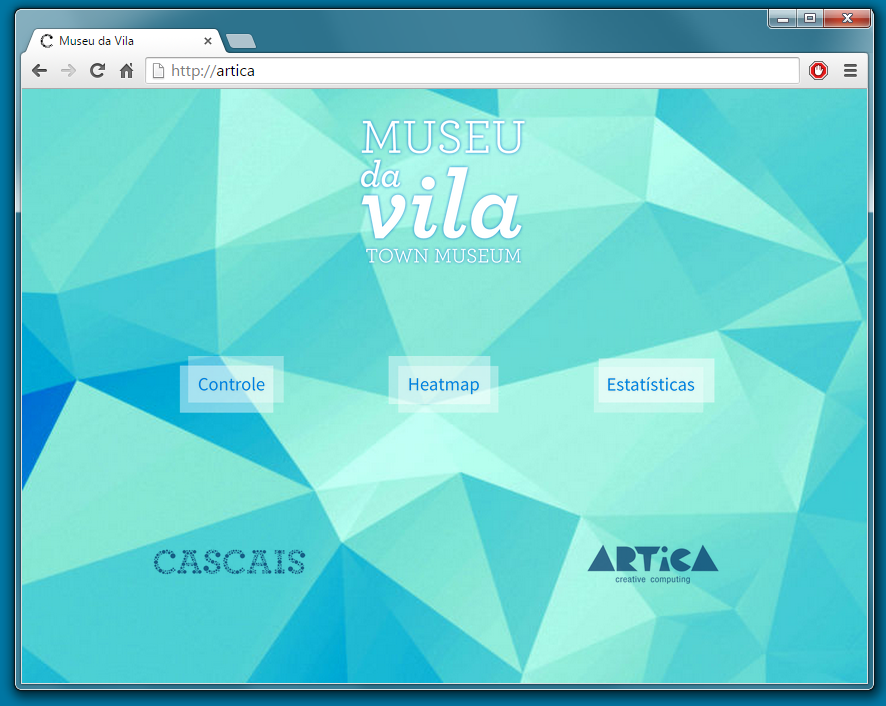 Museu da Vila
http://artica
MUSEU
da
vila
TOWN MUSEUM
Controle
Heatmap
Estatísticas
CASCAIS
ARTiCA
creative computing